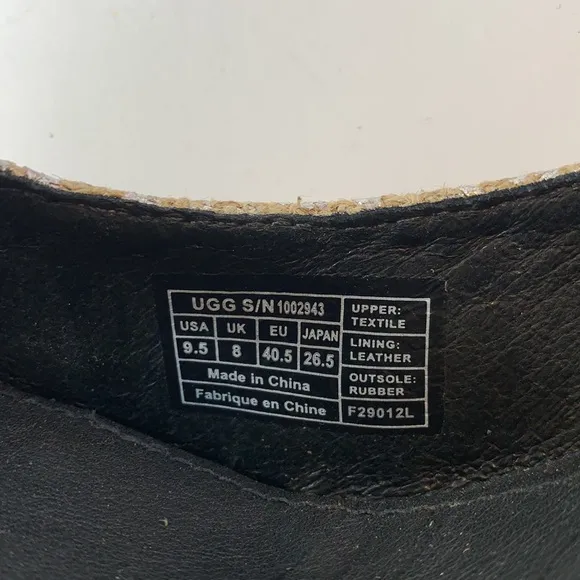 UGG S/N 1002943
USA UK EU JAPAN
9.5 8 40.5 26.5
Made in China
Fabrique en Chine
UPPER:
TEXTILE
LINING:
LEATHER
OUTSOLE:
RUBBER
F29012L